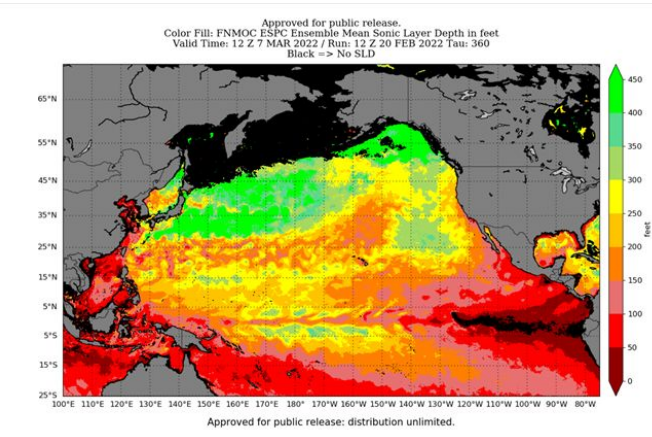 Approved for public release.
Color Fill: FNMOC ESPC Ensemble Mean Sonic Layer Depth in feet
Valid Time: 12 Z 7 MAR 2022 / Run: 12 Z 20 FEB 2022 Tau: 360
Black => No SLD
65°N
55°N
45°N
35°N
25°N
15°N
5°N
5°S
15°S
25°S
100°E 110°E 120°E 130°E 140°E 150°E 160°E 170°E 180° 170°W 160°W 150°W 140°W 130°W 120°W 110°W 100°W 90°W 80°W
450
400
350
300
250
200
150
100
50
0
feet
Approved for public release: distribution unlimited.